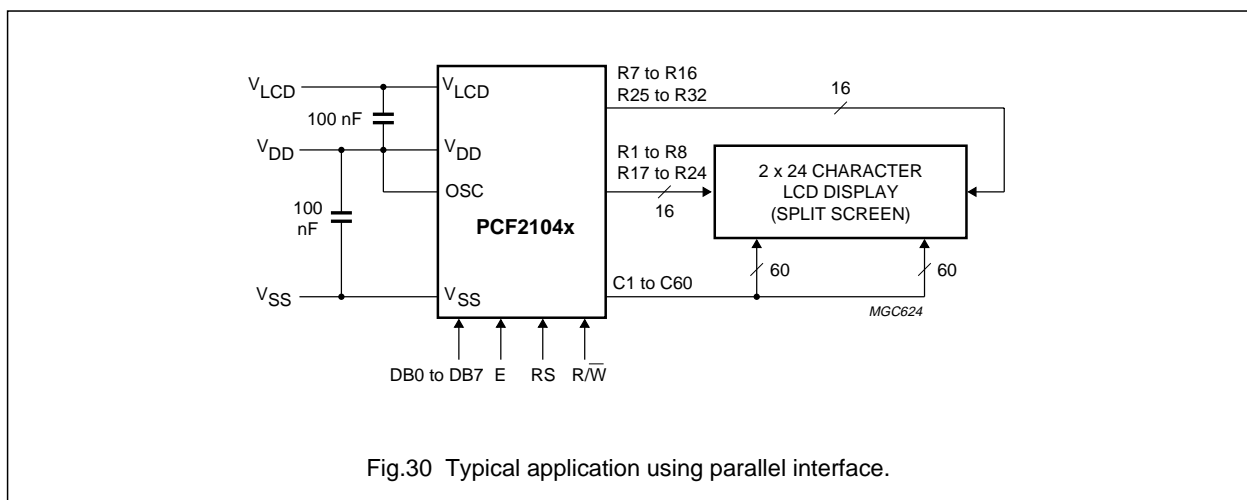 V_LCD
100 nF
V_DD
100
nF
V_SS
V_LCD
V_DD
OSC
PCF2104x
V_SS
R7 to R16
R25 to R32
16
R1 to R8
R17 to R24
16
2 x 24 CHARACTER
LCD DISPLAY
(SPLIT SCREEN)
C1 to C60
60
60
MGC624
DB0 to DB7 E RS R/W̅
Fig.30 Typical application using parallel interface.